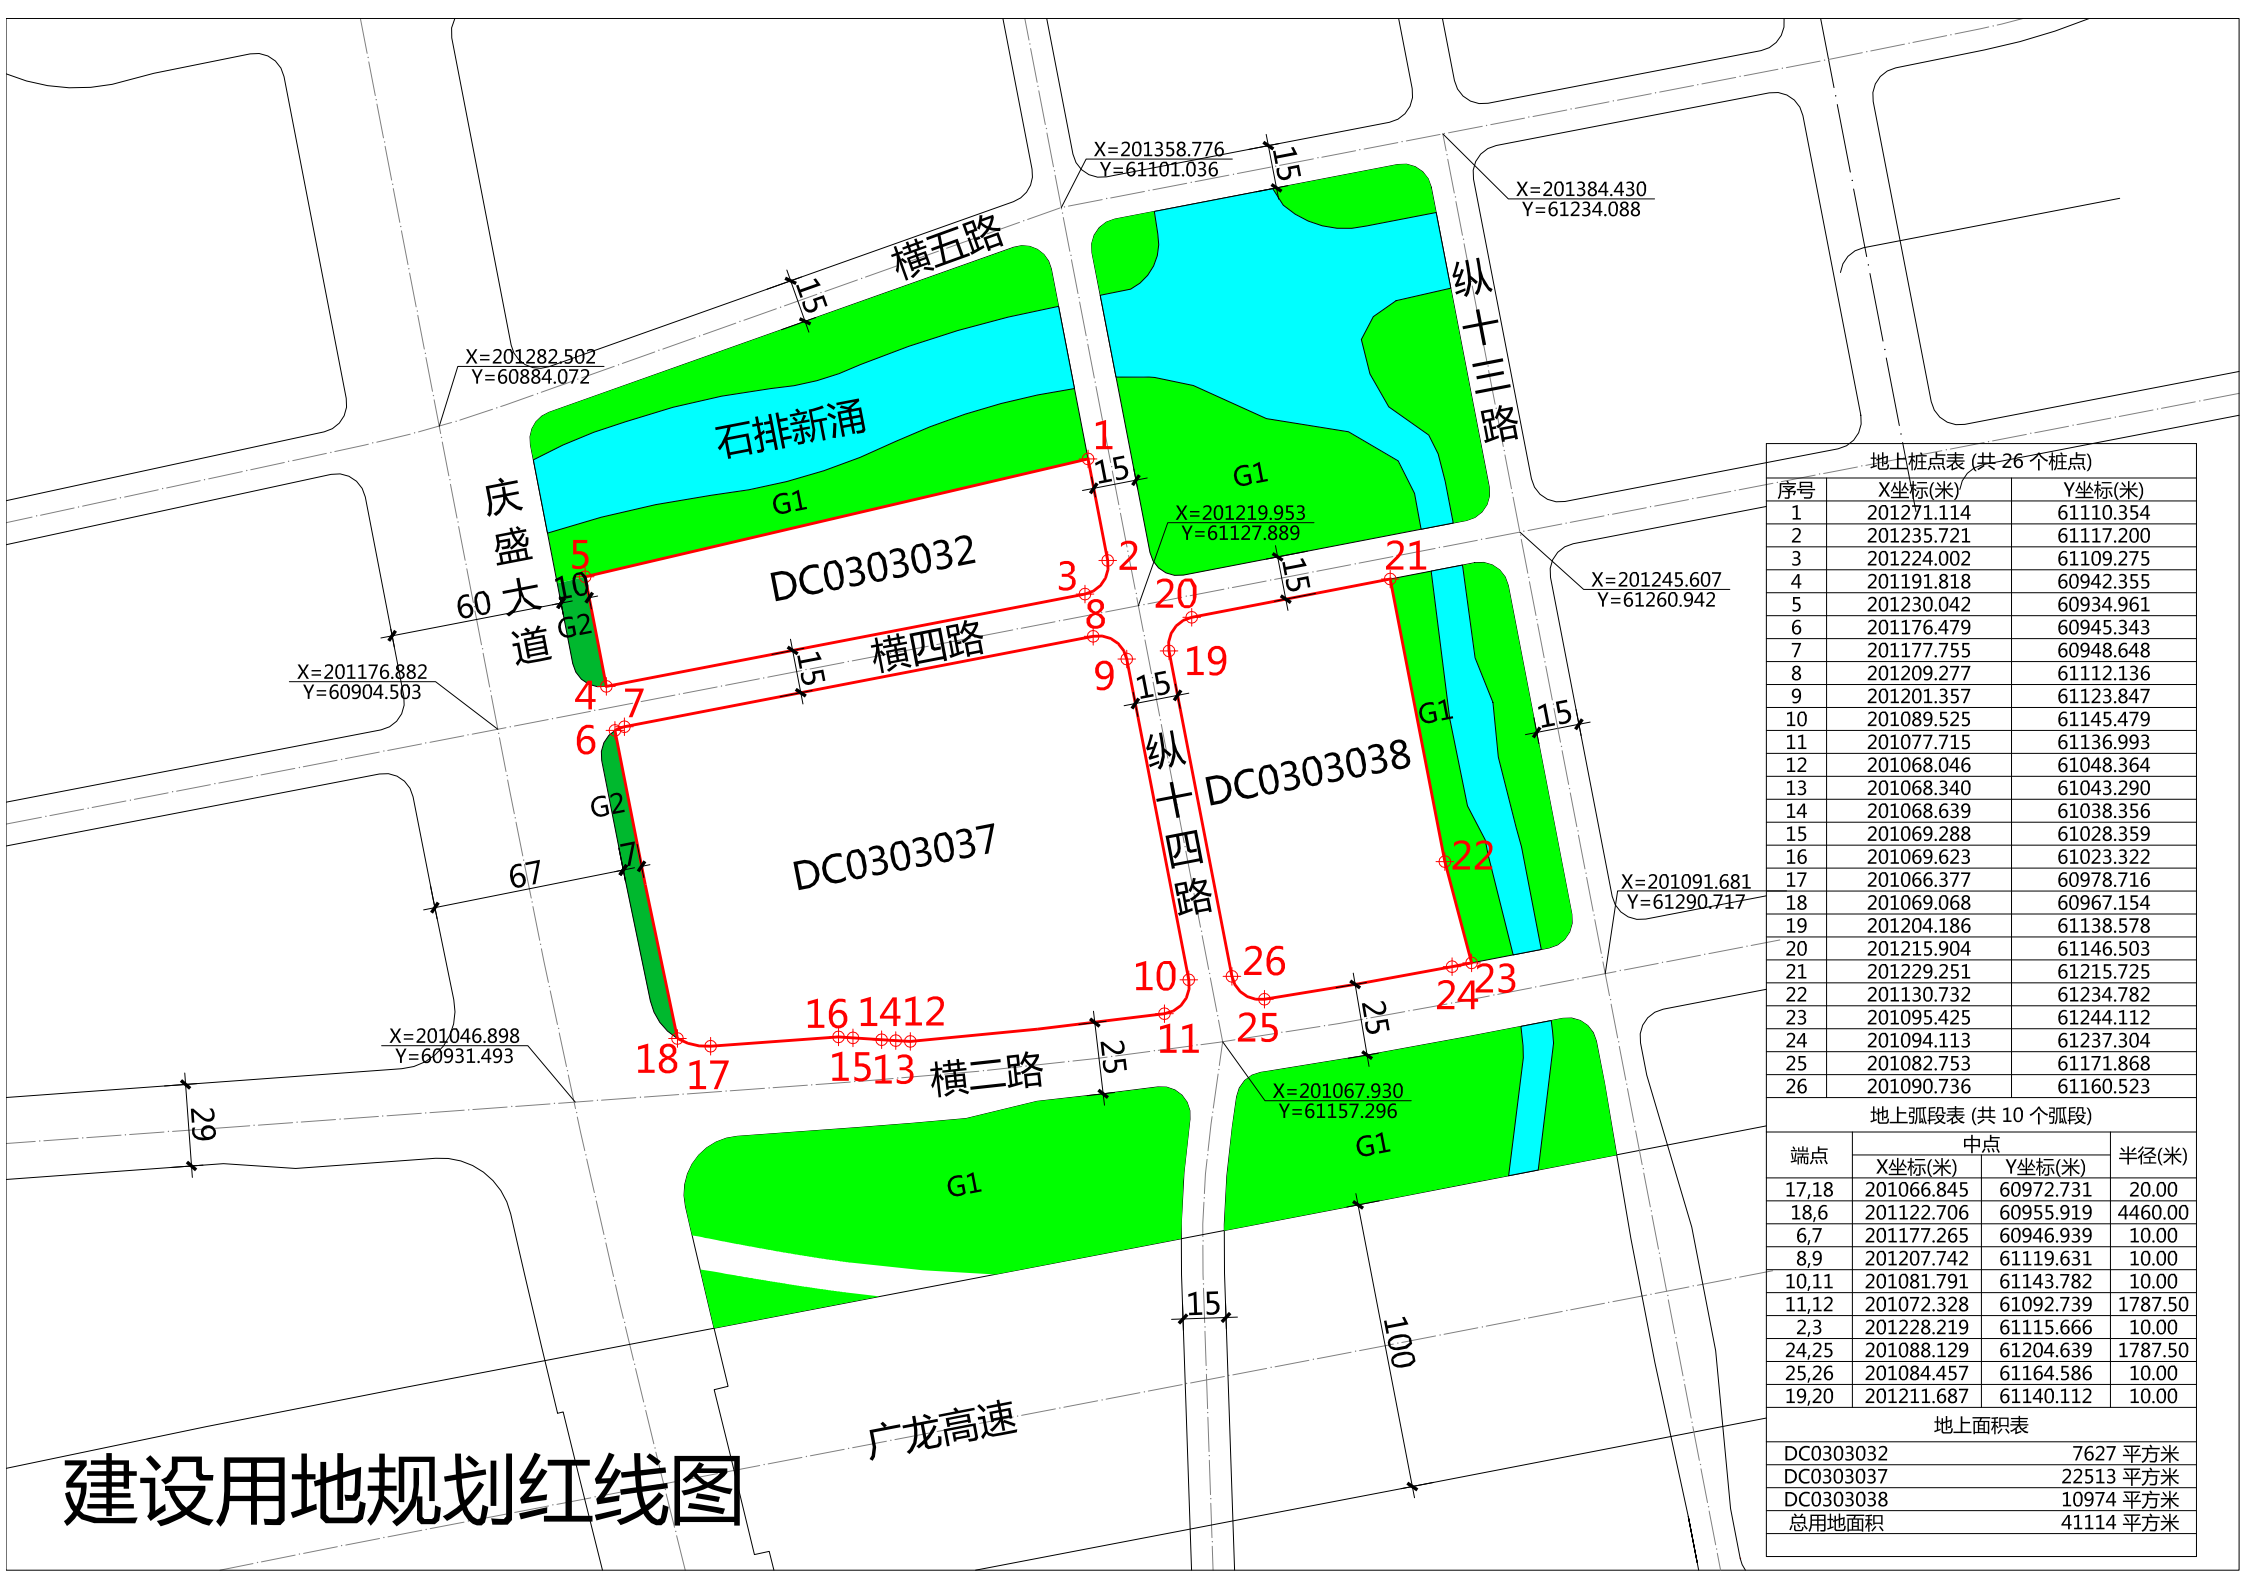 X=201358.776
Y=61101.036
15
X=201384.430
Y=61234.088
横五路
15
纵十三路
X=201282.502
Y=60884.072
石排新涌
1
15
G1
G1
庆盛大道
X=201219.953
Y=61127.889
5
10
60
G2
DC0303032
2
3
8
20
15
21
X=201245.607
Y=61260.942
横四路
15
9
19
15
X=201176.882
Y=60904.503
4
7
6
G1
15
纵十四路
DC0303038
G2
DC0303037
67
7
22
X=201091.681
Y=61290.717
10
26
11
25
24
23
25
16
14
12
18
17
15
13
横二路
25
X=201046.898
Y=60931.493
29
X=201067.930
Y=61157.296
G1
G1
15
100
广龙高速
建设用地规划红线图
地上桩点表 (共 26 个桩点)
序号 X坐标(米) Y坐标(米)
1 201271.114 61110.354
2 201235.721 61117.200
3 201224.002 61109.275
4 201191.818 60942.355
5 201230.042 60934.961
6 201176.479 60945.343
7 201177.755 60948.648
8 201209.277 61112.136
9 201201.357 61123.847
10 201089.525 61145.479
11 201077.715 61136.993
12 201068.046 61048.364
13 201068.340 61043.290
14 201068.639 61038.356
15 201069.288 61028.359
16 201069.623 61023.322
17 201066.377 60978.716
18 201069.068 60967.154
19 201204.186 61138.578
20 201215.904 61146.503
21 201229.251 61215.725
22 201130.732 61234.782
23 201095.425 61244.112
24 201094.113 61237.304
25 201082.753 61171.868
26 201090.736 61160.523
地上弧段表 (共 10 个弧段)
端点 中点 半径(米)
X坐标(米) Y坐标(米)
17,18 201066.845 60972.731 20.00
18,6 201122.706 60955.919 4460.00
6,7 201177.265 60946.939 10.00
8,9 201207.742 61119.631 10.00
10,11 201081.791 61143.782 10.00
11,12 201072.328 61092.739 1787.50
2,3 201228.219 61115.666 10.00
24,25 201088.129 61204.639 1787.50
25,26 201084.457 61164.586 10.00
19,20 201211.687 61140.112 10.00
地上面积表
DC0303032 7627 平方米
DC0303037 22513 平方米
DC0303038 10974 平方米
总用地面积 41114 平方米